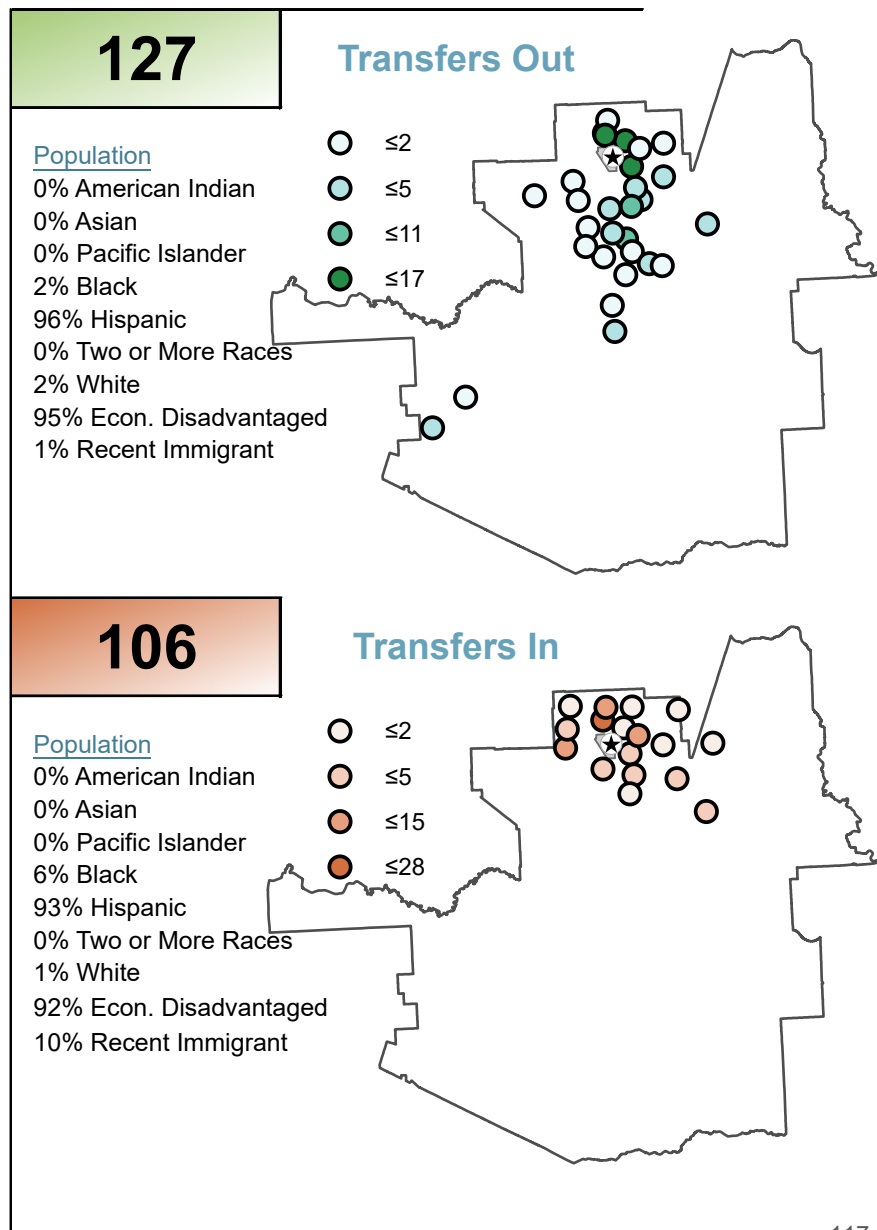 127
Transfers Out
Population
0% American Indian
0% Asian
0% Pacific Islander
2% Black
96% Hispanic
0% Two or More Races
2% White
95% Econ. Disadvantaged
1% Recent Immigrant
≤2
≤5
≤11
≤17
106
Transfers In
Population
0% American Indian
0% Asian
0% Pacific Islander
6% Black
93% Hispanic
0% Two or More Races
1% White
92% Econ. Disadvantaged
10% Recent Immigrant
≤2
≤5
≤15
≤28